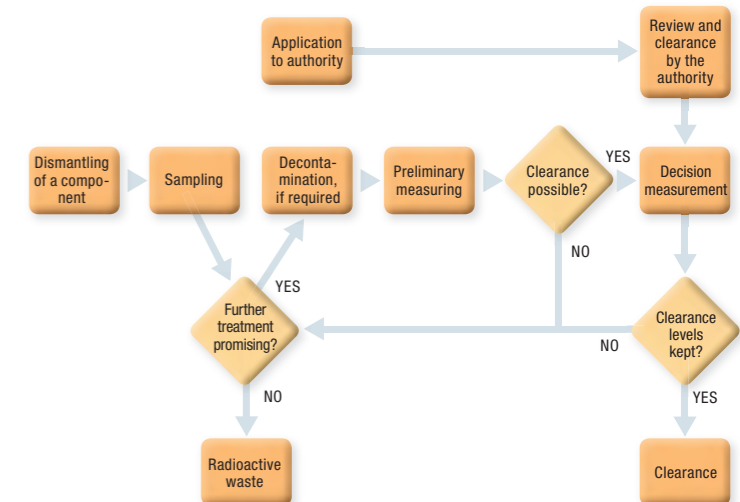 Application
to authority
Review and
clearance
by the
authority
Dismantling
of a compo-
nent
Sampling
Deconta-
mination,
if required
Preliminary
measuring
Clearance
possible?
YES
Decision
measurement
NO
YES
Further
treatment
promising?
Clearance
levels
kept?
NO
NO
YES
Radioactive
waste
Clearance